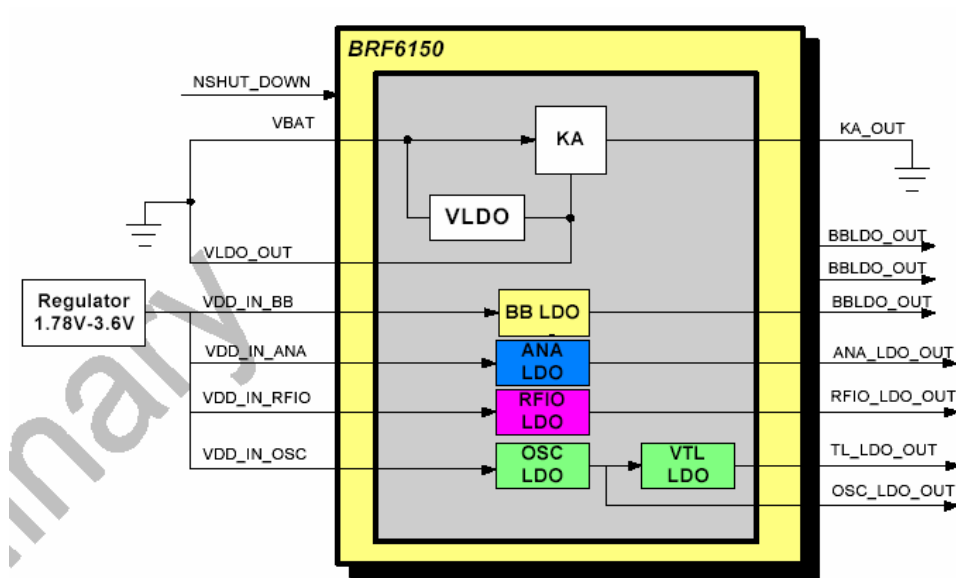 BRF6150
NSHUT_DOWN
VBAT
KA
KA_OUT
VLDO
VLDO_OUT
BBLDO_OUT
BBLDO_OUT
Regulator
1.78V-3.6V
VDD_IN_BB
BB LDO
BBLDO_OUT
VDD_IN_ANA
ANA
LDO
ANA_LDO_OUT
VDD_IN_RFIO
RFIO
LDO
RFIO_LDO_OUT
VDD_IN_OSC
OSC
LDO
VTL
LDO
TL_LDO_OUT
OSC_LDO_OUT